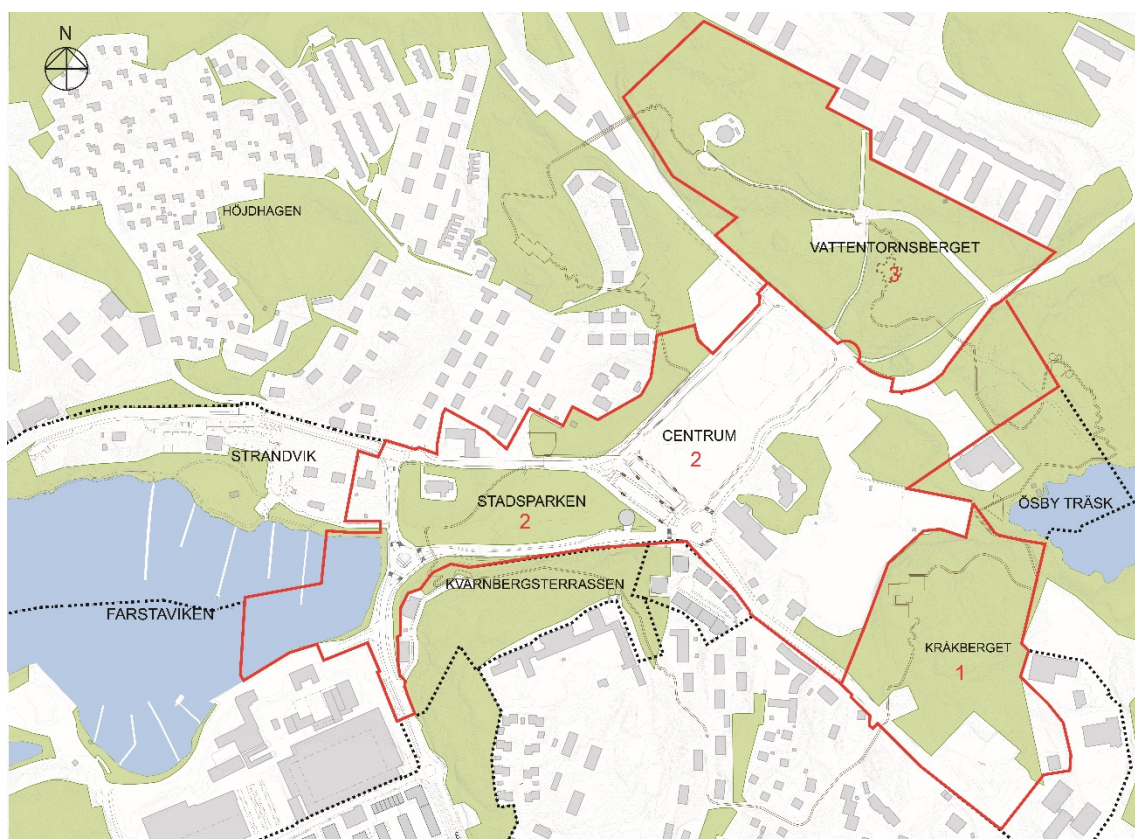 N
HÖJDHAGEN
VATTENTORNSBERGET
3
CENTRUM
2
STRANDVIK
STADSPARKEN
2
ÖSBY TRÄSK
KVARNBERGSTERRASSEN
FARSTAVIKEN
KRÅKBERGET
1